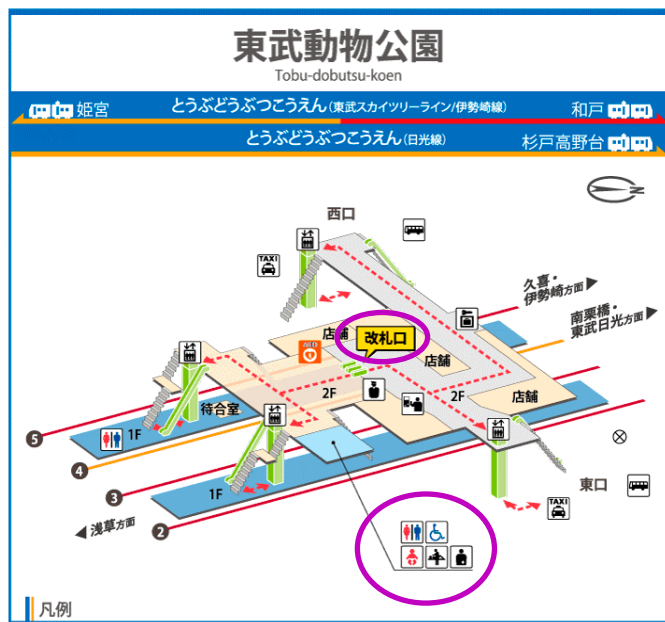 東武動物公園
Tobu-dobutsu-koen
姫宮 とうぶどうぶつこうえん(東武スカイツリーライン/伊勢崎線) 和戸
とうぶどうぶつこうえん(日光線) 杉戸高野台
N
西口
TAXI
久喜・
伊勢崎方面▶
南栗橋・
東武日光方面▶
店舗
改札口
AED
店舗
店舗
待合室
2F
2F
1F
5
4
3
1F
2
◀浅草方面
東口
TAXI
凡例